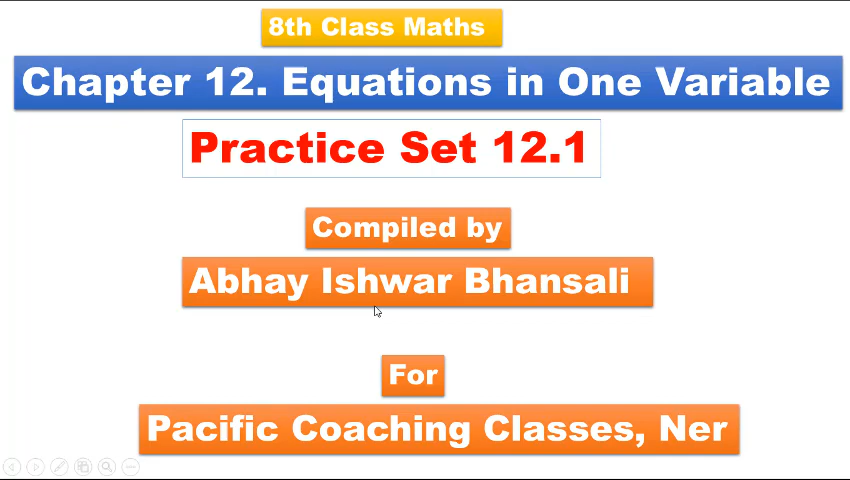 8th Class Maths
Chapter 12. Equations in One Variable
Practice Set 12.1
Compiled by
Abhay Ishwar Bhansali
For
Pacific Coaching Classes, Ner